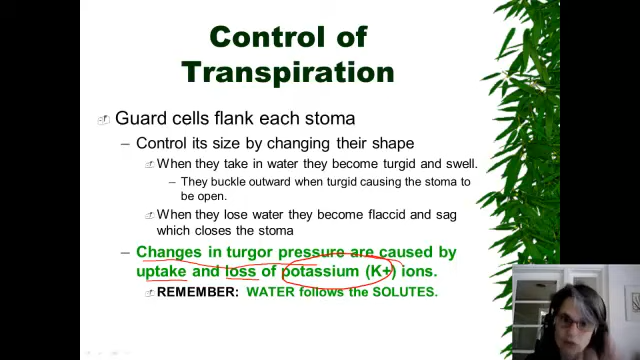 Control of
Transpiration
Guard cells flank each stoma
– Control its size by changing their shape
When they take in water they become turgid and swell.
– They buckle outward when turgid causing the stoma to
be open.
When they lose water they become flaccid and sag
which closes the stoma
– Changes in turgor pressure are caused by
uptake and loss of potassium (K+) ions.
REMEMBER: WATER follows the SOLUTES.